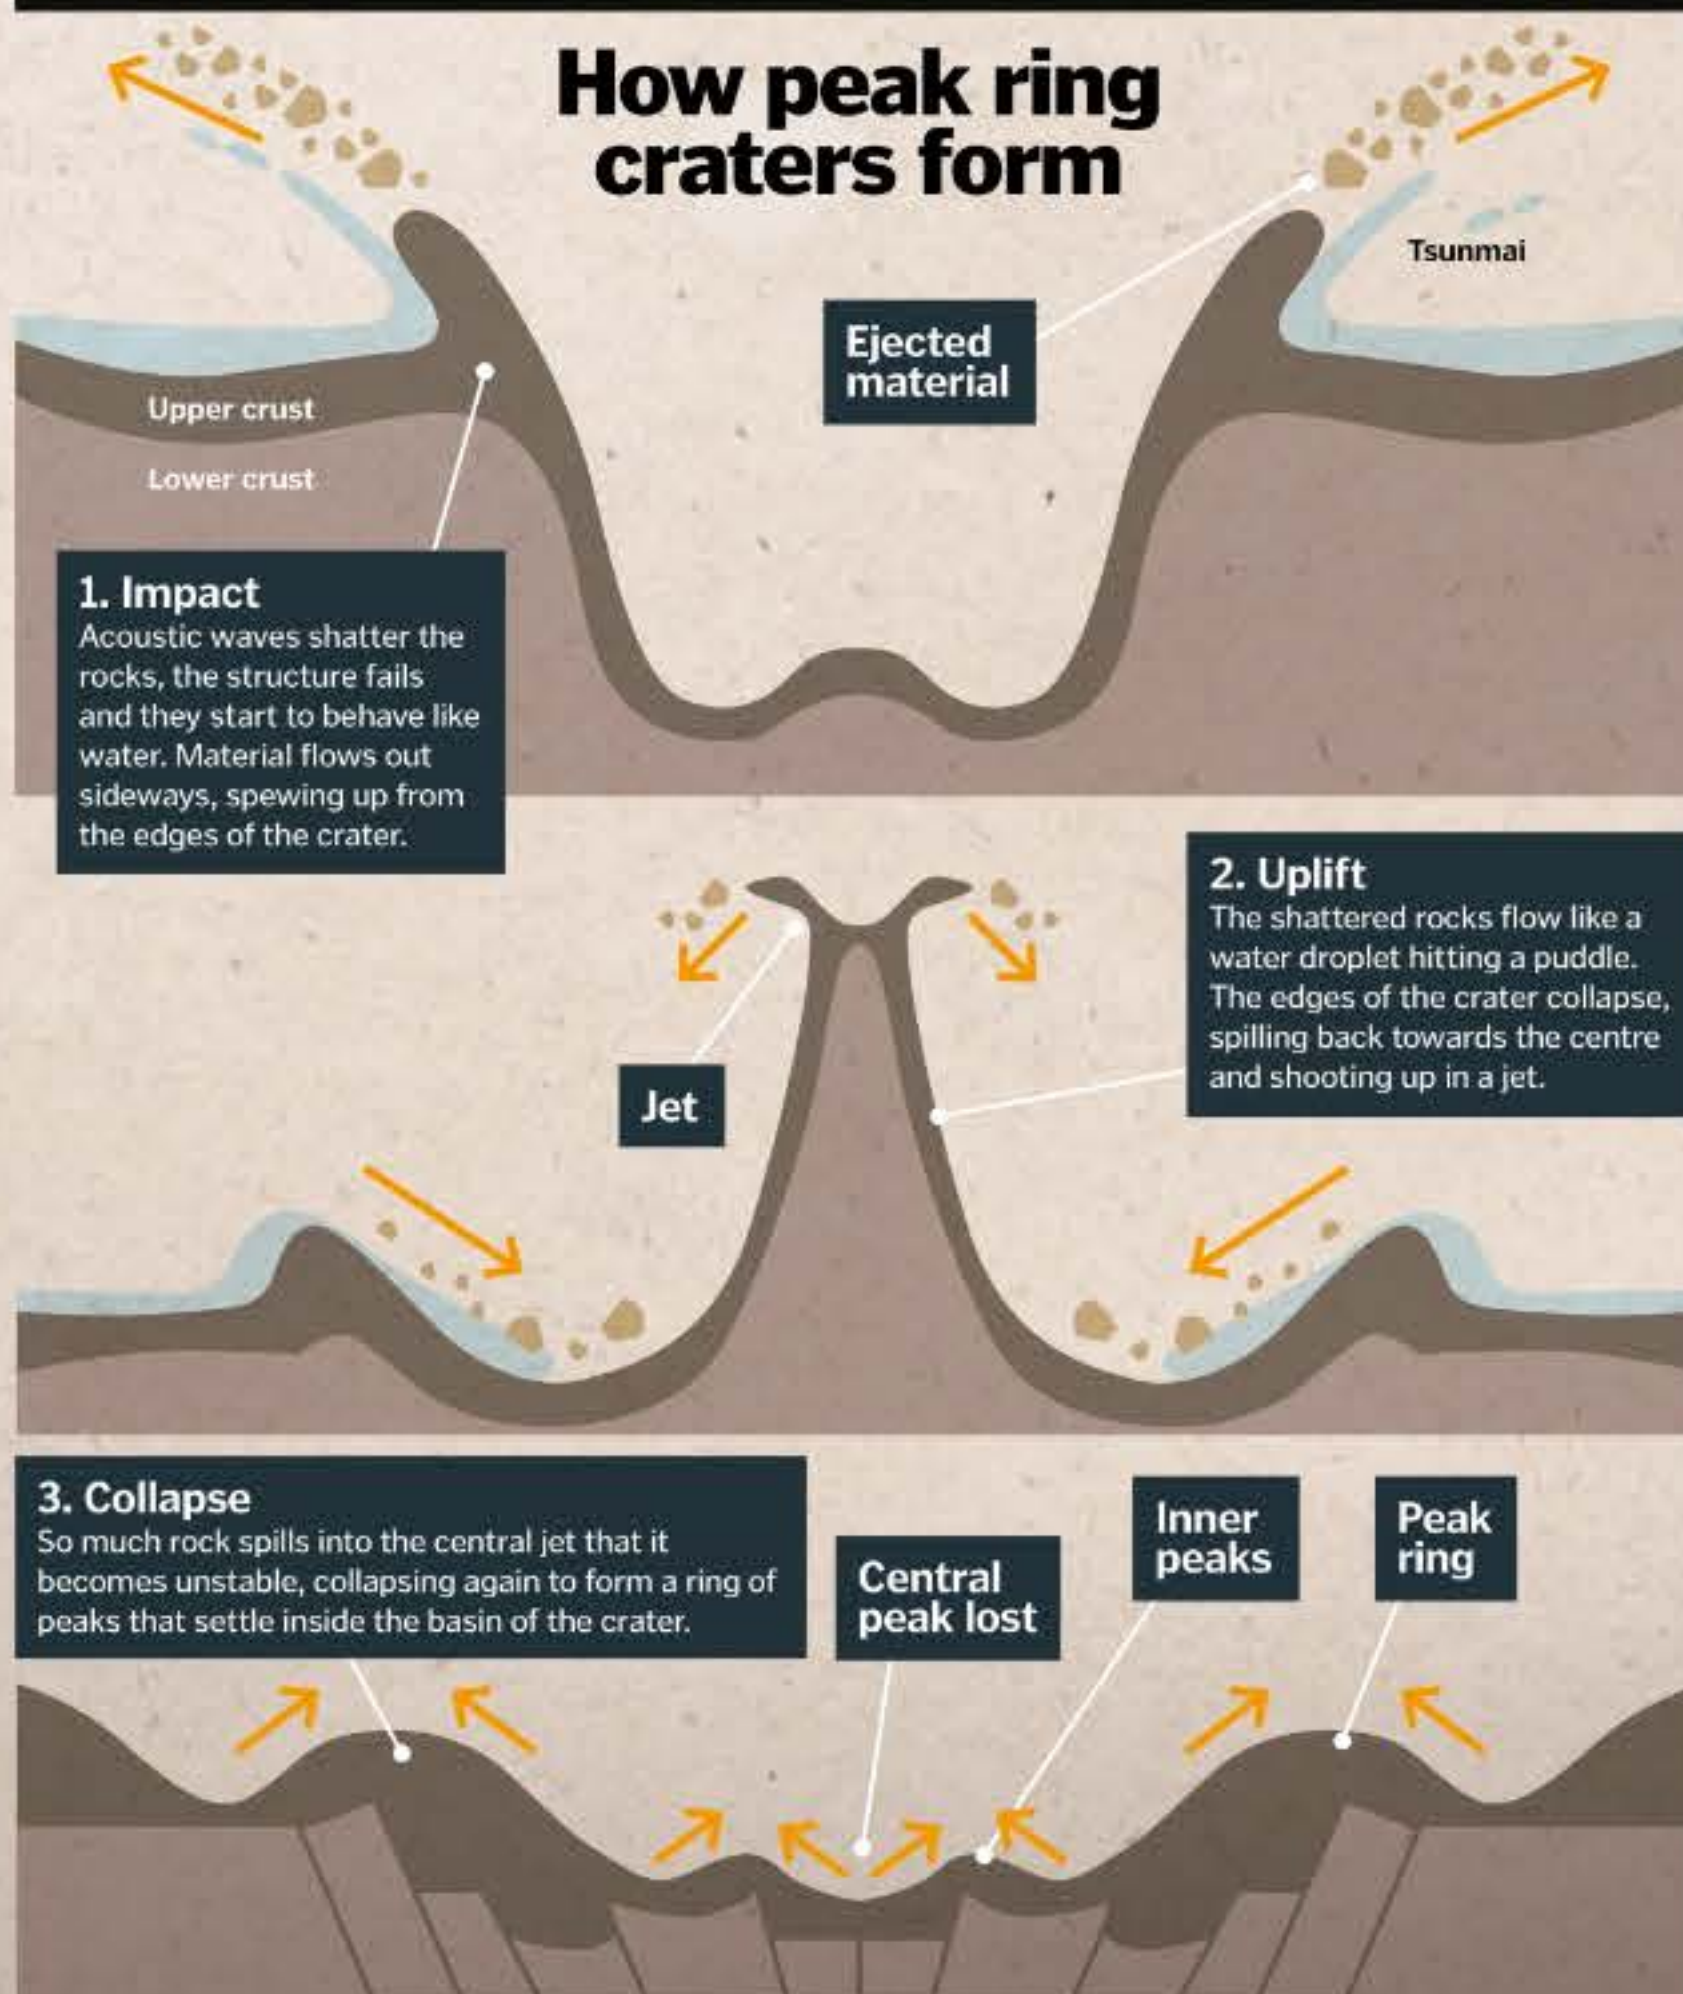 How peak ring
craters form
Tsunmai
Ejected
material
Upper crust
Lower crust
1. Impact
Acoustic waves shatter the
rocks, the structure fails
and they start to behave like
water. Material flows out
sideways, spewing up from
the edges of the crater.
2. Uplift
The shattered rocks flow like a
water droplet hitting a puddle.
The edges of the crater collapse,
spilling back towards the centre
and shooting up in a jet.
Jet
3. Collapse
So much rock spills into the central jet that it
becomes unstable, collapsing again to form a ring of
peaks that settle inside the basin of the crater.
Central
peak lost
Inner
peaks
Peak
ring